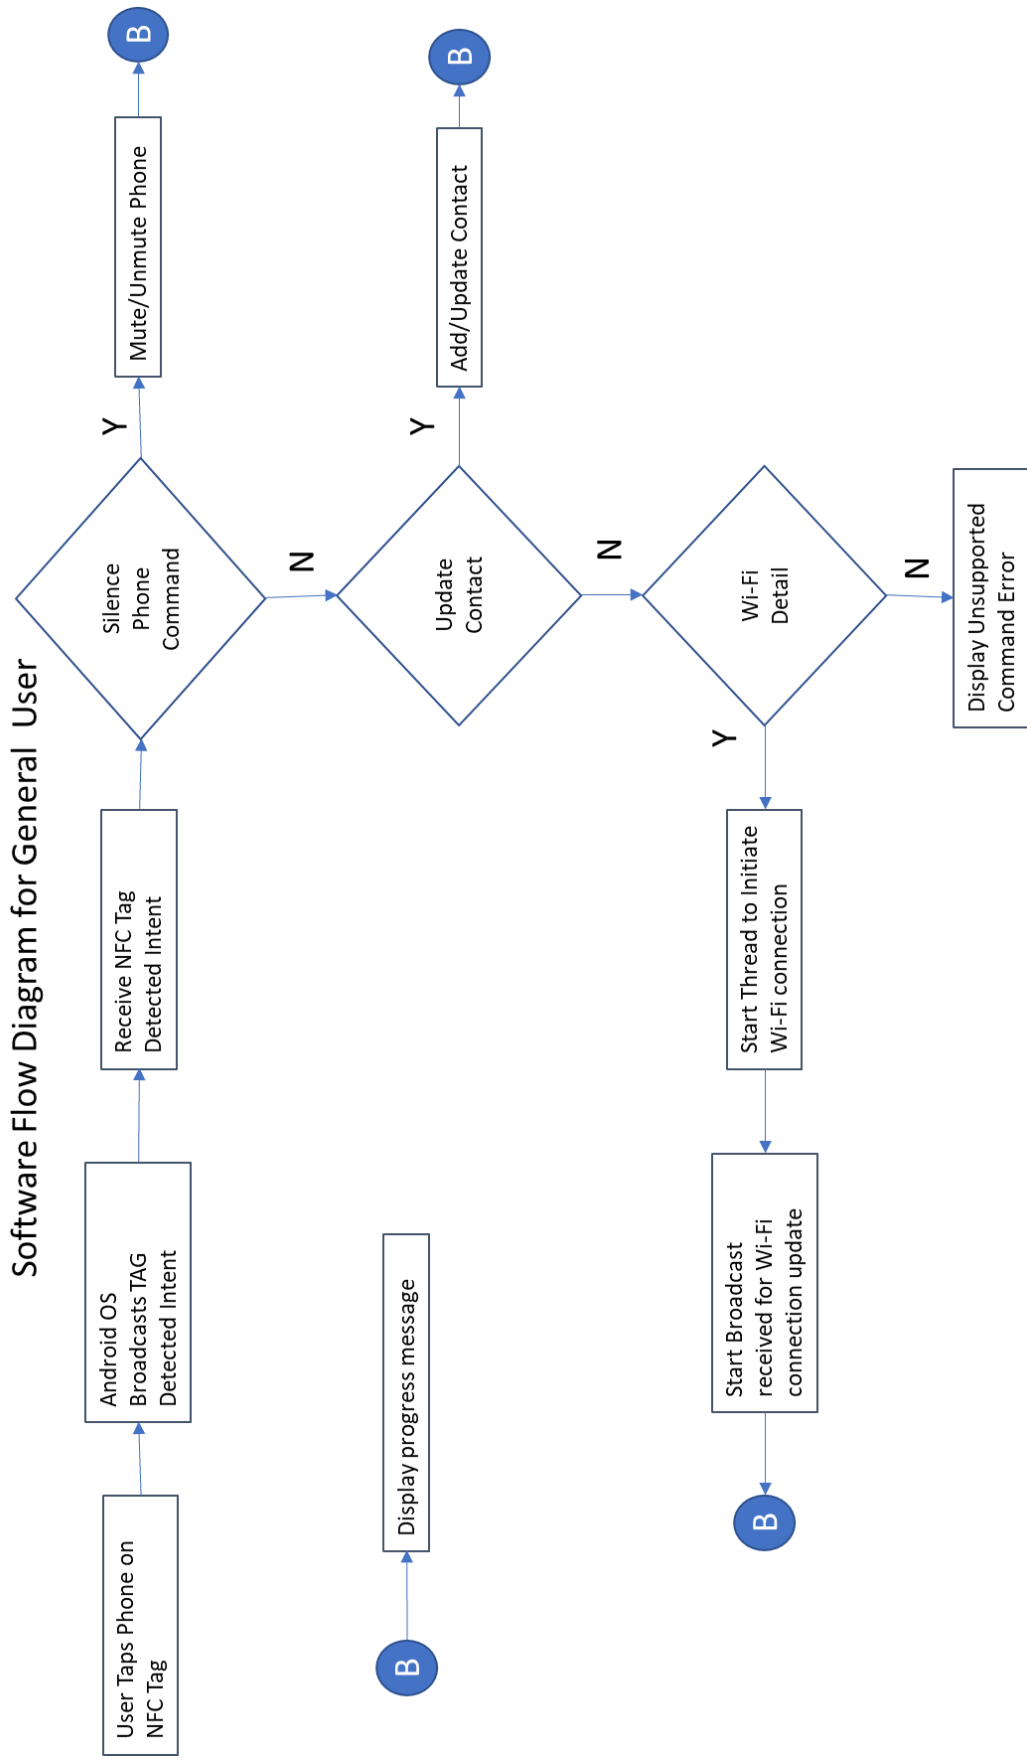 Software Flow Diagram for General User
User Taps Phone on
NFC Tag
Android OS
Broadcasts TAG
Detected Intent
Receive NFC Tag
Detected Intent
Silence
Phone
Command
Y
Mute/Unmute Phone
B
N
B
Display progress message
Update
Contact
Y
Add/Update Contact
B
N
Wi-Fi
Detail
Y
Start Thread to Initiate
Wi-Fi connection
Start Broadcast
received for Wi-Fi
connection update
B
N
Display Unsupported
Command Error